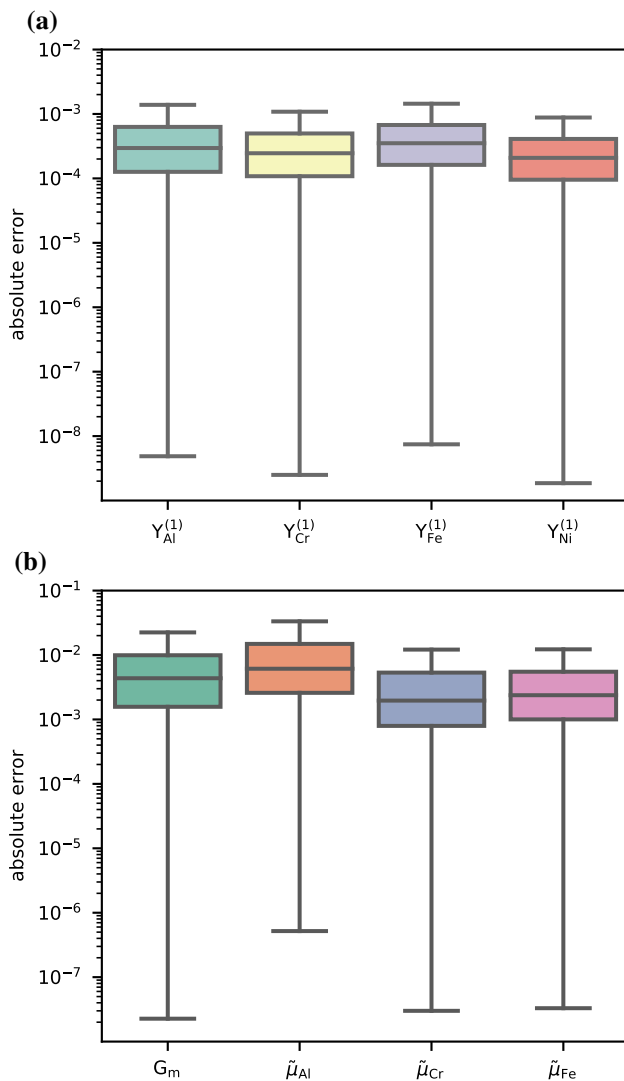 (a)
10⁻²
10⁻³
10⁻⁴
10⁻⁵
10⁻⁶
10⁻⁷
10⁻⁸
absolute error
Y_Al^(1) Y_Cr^(1) Y_Fe^(1) Y_Ni^(1)
(b)
10⁻¹
10⁻²
10⁻³
10⁻⁴
10⁻⁵
10⁻⁶
10⁻⁷
absolute error
G_m μ̃_Al μ̃_Cr μ̃_Fe